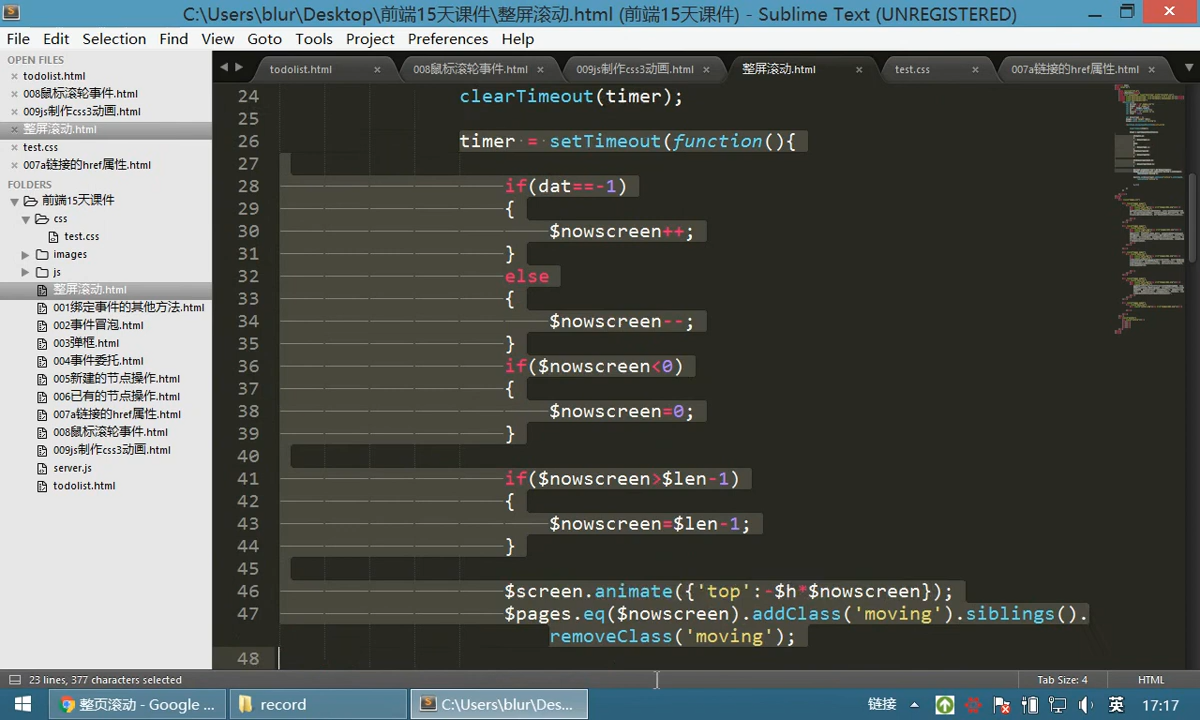 C:\Users\blur\Desktop\前端15天课件\整屏滚动.html (前端15天课件) - Sublime Text (UNREGISTERED)
File Edit Selection Find View Goto Tools Project Preferences Help
OPEN FILES
todolist.html
008鼠标滚轮事件.html
009js制作css3动画.html
整屏滚动.html
test.css
007a链接的href属性.html
FOLDERS
前端15天课件
css
test.css
images
js
整屏滚动.html
001绑定事件的其他方法.html
002事件冒泡.html
003弹框.html
004事件委托.html
005新建的节点操作.html
006已有的节点操作.html
007a链接的href属性.html
008鼠标滚轮事件.html
009js制作css3动画.html
server.js
todolist.html
todolist.html 008鼠标滚轮事件.html 009js制作css3动画.html 整屏滚动.html test.css 007a链接的href属性.html
24 clearTimeout(timer);
25
26 timer = setTimeout(function(){
27
28 if(dat==-1)
29 {
30 $nowscreen++;
31 }
32 else
33 {
34 $nowscreen--;
35 }
36 if($nowscreen<0)
37 {
38 $nowscreen=0;
39 }
40
41 if($nowscreen>$len-1)
42 {
43 $nowscreen=$len-1;
44 }
45
46 $screen.animate({'top':-$h*$nowscreen});
47 $pages.eq($nowscreen).addClass('moving').siblings().
removeClass('moving');
48
23 lines, 377 characters selected Tab Size: 4 HTML
整页滚动 - Google ... record C:\Users\blur\Des... 链接 英 17:17